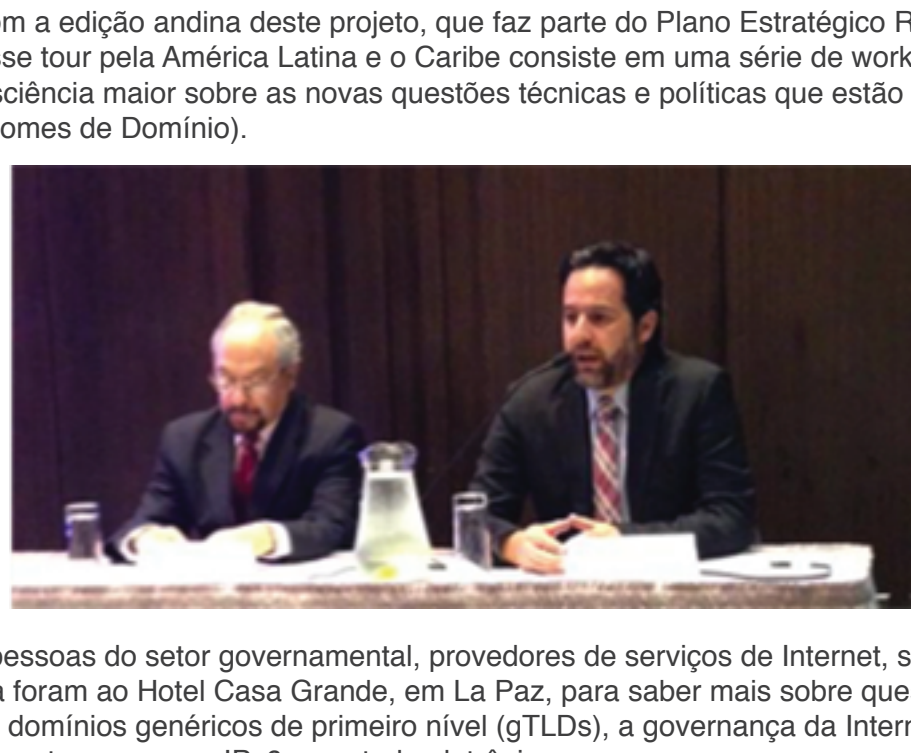 om a edição andina deste projeto, que faz parte do Plano Estratégico R
sse tour pela América Latina e o Caribe consiste em uma série de work
sciência maior sobre as novas questões técnicas e políticas que estão
omes de Domínio).
pessoas do setor governamental, provedores de serviços de Internet, s
a foram ao Hotel Casa Grande, em La Paz, para saber mais sobre que
domínios genéricos de primeiro nível (gTLDs), a governança da Intern